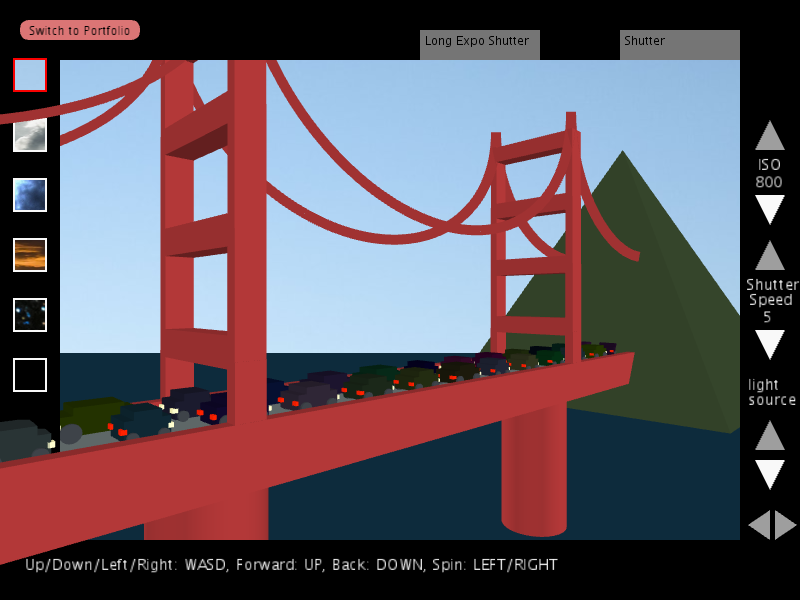 Switch to Portfolio
Long Expo Shutter
Shutter
ISO
800
Shutter
Speed
5
light
source
Up/Down/Left/Right: WASD, Forward: UP, Back: DOWN, Spin: LEFT/RIGHT